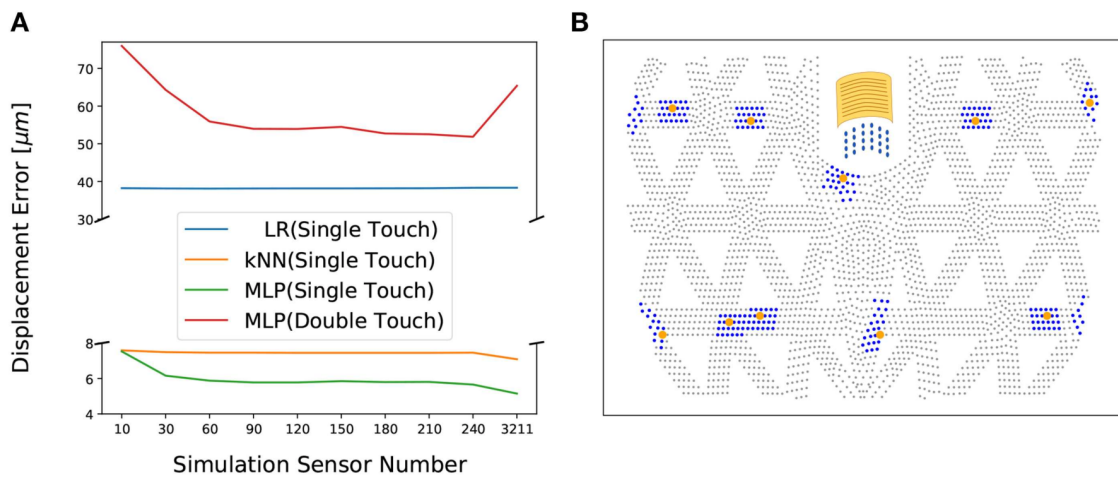 A
B
Displacement Error [μm]
70
60
50
40
30
8
6
4
LR(Single Touch)
kNN(Single Touch)
MLP(Single Touch)
MLP(Double Touch)
10 30 60 90 120 150 180 210 240 3211
Simulation Sensor Number